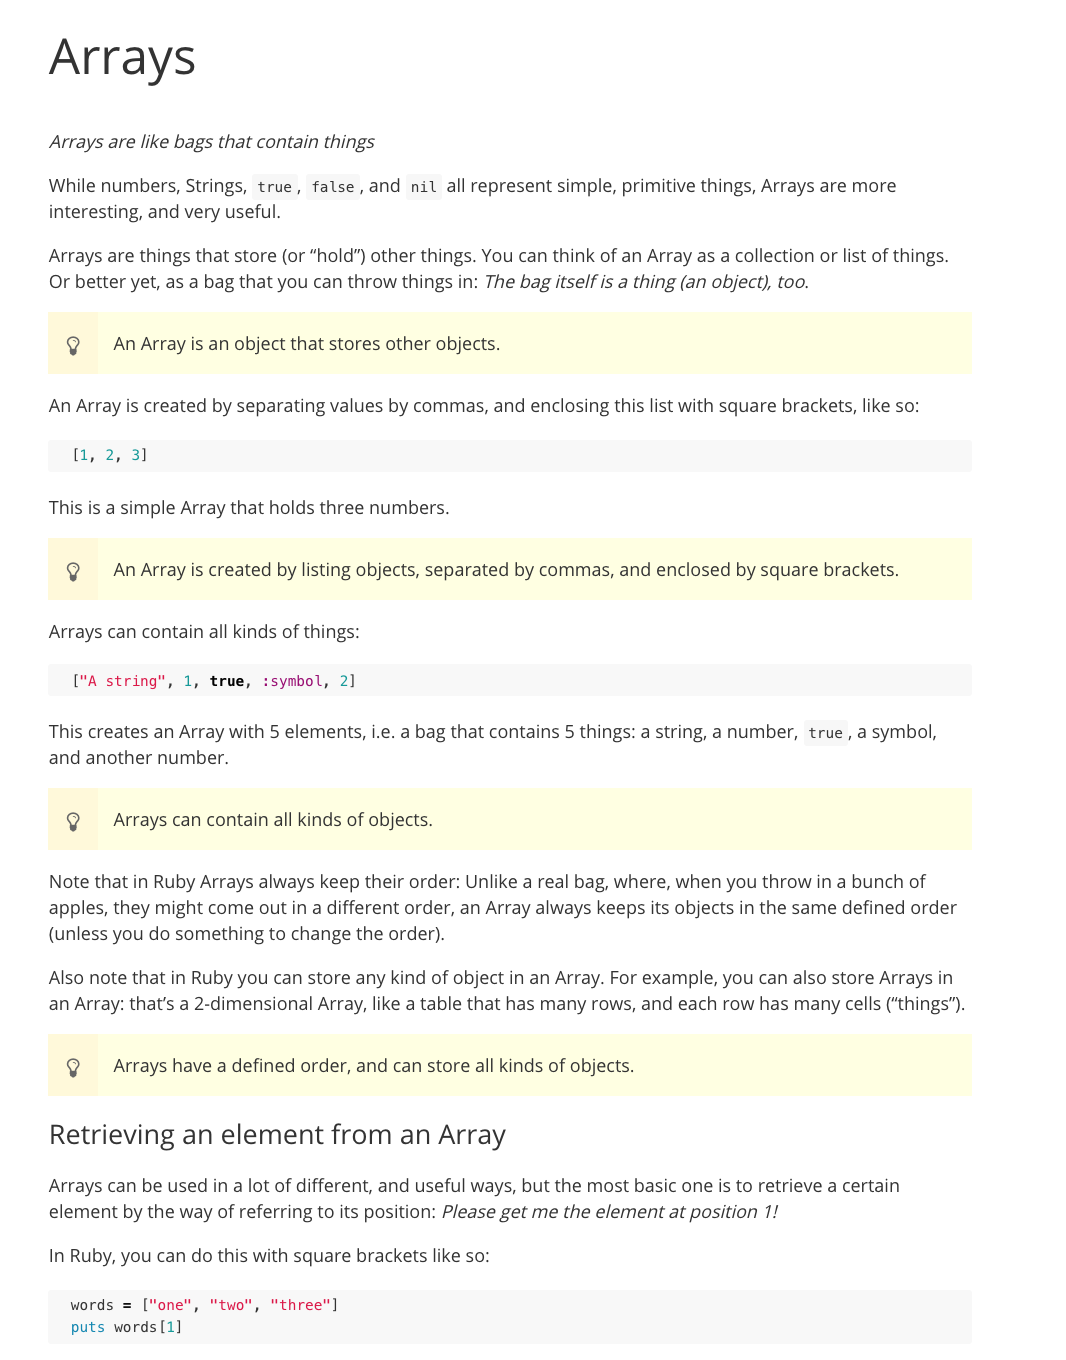 Arrays
Arrays are like bags that contain things
While numbers, Strings, true, false, and nil all represent simple, primitive things, Arrays are more
interesting, and very useful.
Arrays are things that store (or “hold”) other things. You can think of an Array as a collection or list of things.
Or better yet, as a bag that you can throw things in: The bag itself is a thing (an object), too.
An Array is an object that stores other objects.
An Array is created by separating values by commas, and enclosing this list with square brackets, like so:
[1, 2, 3]
This is a simple Array that holds three numbers.
An Array is created by listing objects, separated by commas, and enclosed by square brackets.
Arrays can contain all kinds of things:
["A string", 1, true, :symbol, 2]
This creates an Array with 5 elements, i.e. a bag that contains 5 things: a string, a number, true, a symbol,
and another number.
Arrays can contain all kinds of objects.
Note that in Ruby Arrays always keep their order: Unlike a real bag, where, when you throw in a bunch of
apples, they might come out in a different order, an Array always keeps its objects in the same defined order
(unless you do something to change the order).
Also note that in Ruby you can store any kind of object in an Array. For example, you can also store Arrays in
an Array: that’s a 2-dimensional Array, like a table that has many rows, and each row has many cells (“things”).
Arrays have a defined order, and can store all kinds of objects.
Retrieving an element from an Array
Arrays can be used in a lot of different, and useful ways, but the most basic one is to retrieve a certain
element by the way of referring to its position: Please get me the element at position 1!
In Ruby, you can do this with square brackets like so:
words = ["one", "two", "three"]
puts words[1]